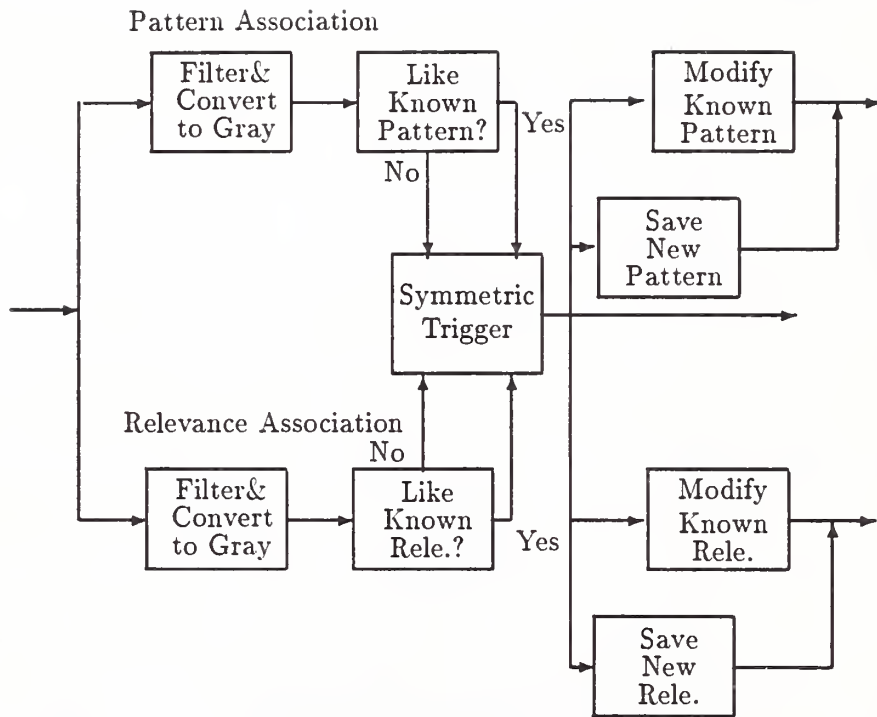 Pattern Association
Filter&
Convert
to Gray
Like
Known
Pattern?
Yes
No
Modify
Known
Pattern
Save
New
Pattern
Symmetric
Trigger
Relevance Association
No
Filter&
Convert
to Gray
Like
Known
Rele.?
Yes
Modify
Known
Rele.
Save
New
Rele.